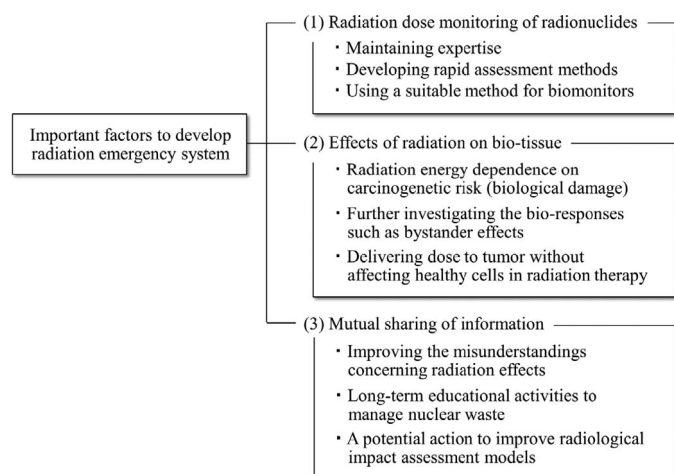 Important factors to develop
radiation emergency system
(1) Radiation dose monitoring of radionuclides
· Maintaining expertise
· Developing rapid assessment methods
· Using a suitable method for biomonitors
(2) Effects of radiation on bio-tissue
· Radiation energy dependence on
carcinogenetic risk (biological damage)
· Further investigating the bio-responses
such as bystander effects
· Delivering dose to tumor without
affecting healthy cells in radiation therapy
(3) Mutual sharing of information
· Improving the misunderstandings
concerning radiation effects
· Long-term educational activities to
manage nuclear waste
· A potential action to improve radiological
impact assessment models